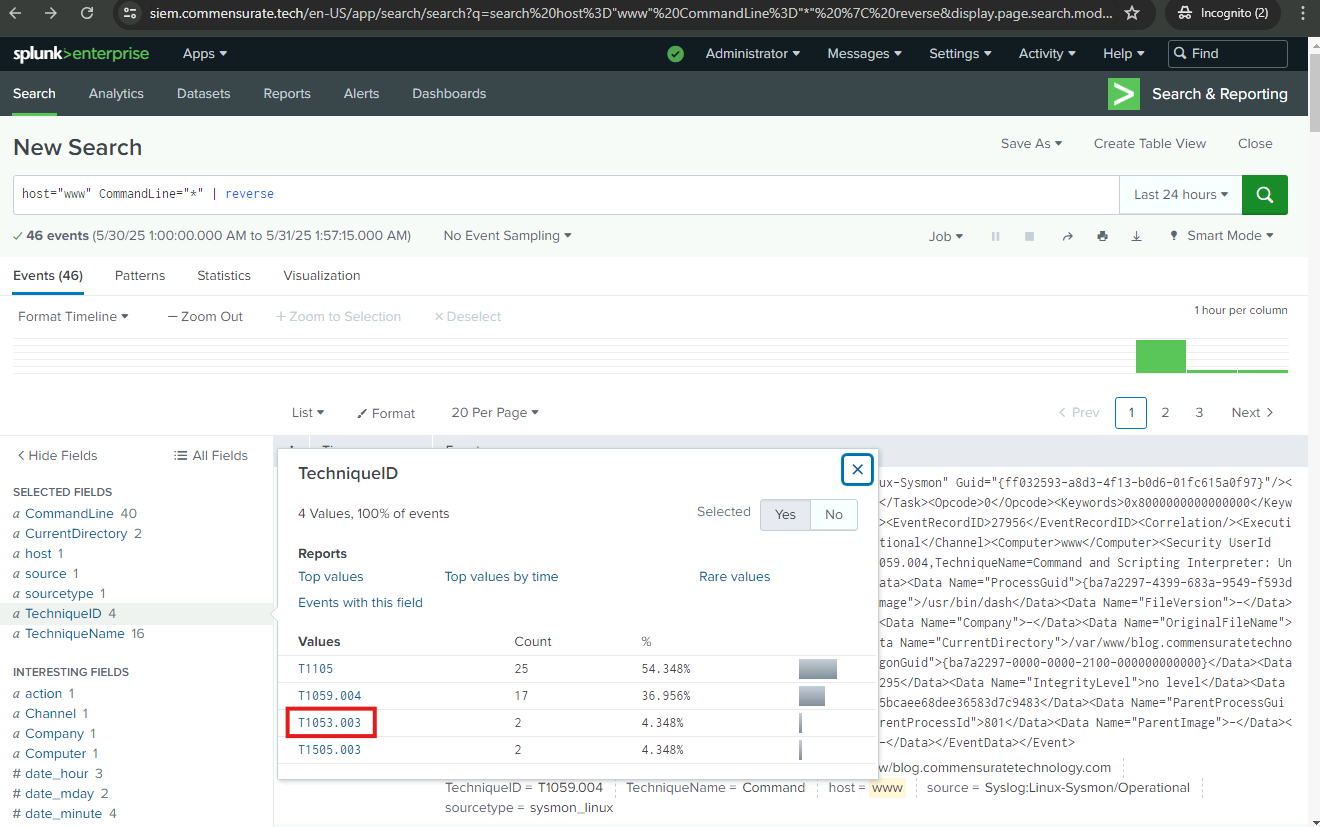 siem.commensurate.tech/en-US/app/search/search?q=search%20host%3D"www"%20CommandLine%3D"*"%20%7C%20reverse&display.page.search.mod...
Incognito (2)
splunk>enterprise Apps
Administrator Messages Settings Activity Help Find
Search Analytics Datasets Reports Alerts Dashboards
> Search & Reporting
New Search
Save As Create Table View Close
host="www" CommandLine="*" | reverse
Last 24 hours
46 events (5/30/25 1:00:00.000 AM to 5/31/25 1:57:15.000 AM) No Event Sampling
Job Smart Mode
Events (46) Patterns Statistics Visualization
Format Timeline — Zoom Out + Zoom to Selection × Deselect
1 hour per column
List Format 20 Per Page
< Prev 1 2 3 Next >
< Hide Fields All Fields
SELECTED FIELDS
a CommandLine 40
a CurrentDirectory 2
a host 1
a source 1
a sourcetype 1
a TechniqueID 4
a TechniqueName 16
INTERESTING FIELDS
a action 1
a Channel 1
a Company 1
a Computer 1
# date_hour 3
# date_mday 2
# date_minute 4
TechniqueID
4 Values, 100% of events
Selected Yes No
Reports
Top values Top values by time Rare values
Events with this field
Values Count %
T1105 25 54.348%
T1059.004 17 36.956%
T1053.003 2 4.348%
T1505.003 2 4.348%
ux-Sysmon" Guid="{ff032593-a8d3-4f13-b0d6-01fc615a0f97}"/><
</Task><Opcode>0</Opcode><Keywords>0x8000000000000000</Keyw
><EventRecordID>27956</EventRecordID><Correlation/><Executi
tional</Channel><Computer>www</Computer><Security UserId
059.004,TechniqueName=Command and Scripting Interpreter: Un
ata><Data Name="ProcessGuid">{ba7a2297-4399-683a-9549-f593d
mage">/usr/bin/dash</Data><Data Name="FileVersion">-</Data>
<Data Name="Company">-</Data><Data Name="OriginalFileName">
ta Name="CurrentDirectory">/var/www/blog.commensuratetechno
ogonGuid">{ba7a2297-0000-0000-2100-000000000000}</Data><Data
295</Data><Data Name="IntegrityLevel">no level</Data><Data
5bcaee68dee36583d7c9483</Data><Data Name="ParentProcessGui
rentProcessId">801</Data><Data Name="ParentImage">-</Data><
-</Data></EventData></Event>
w/blog.commensuratetechnology.com
TechniqueID = T1059.004 TechniqueName = Command host = www source = Syslog:Linux-Sysmon/Operational
sourcetype = sysmon_linux